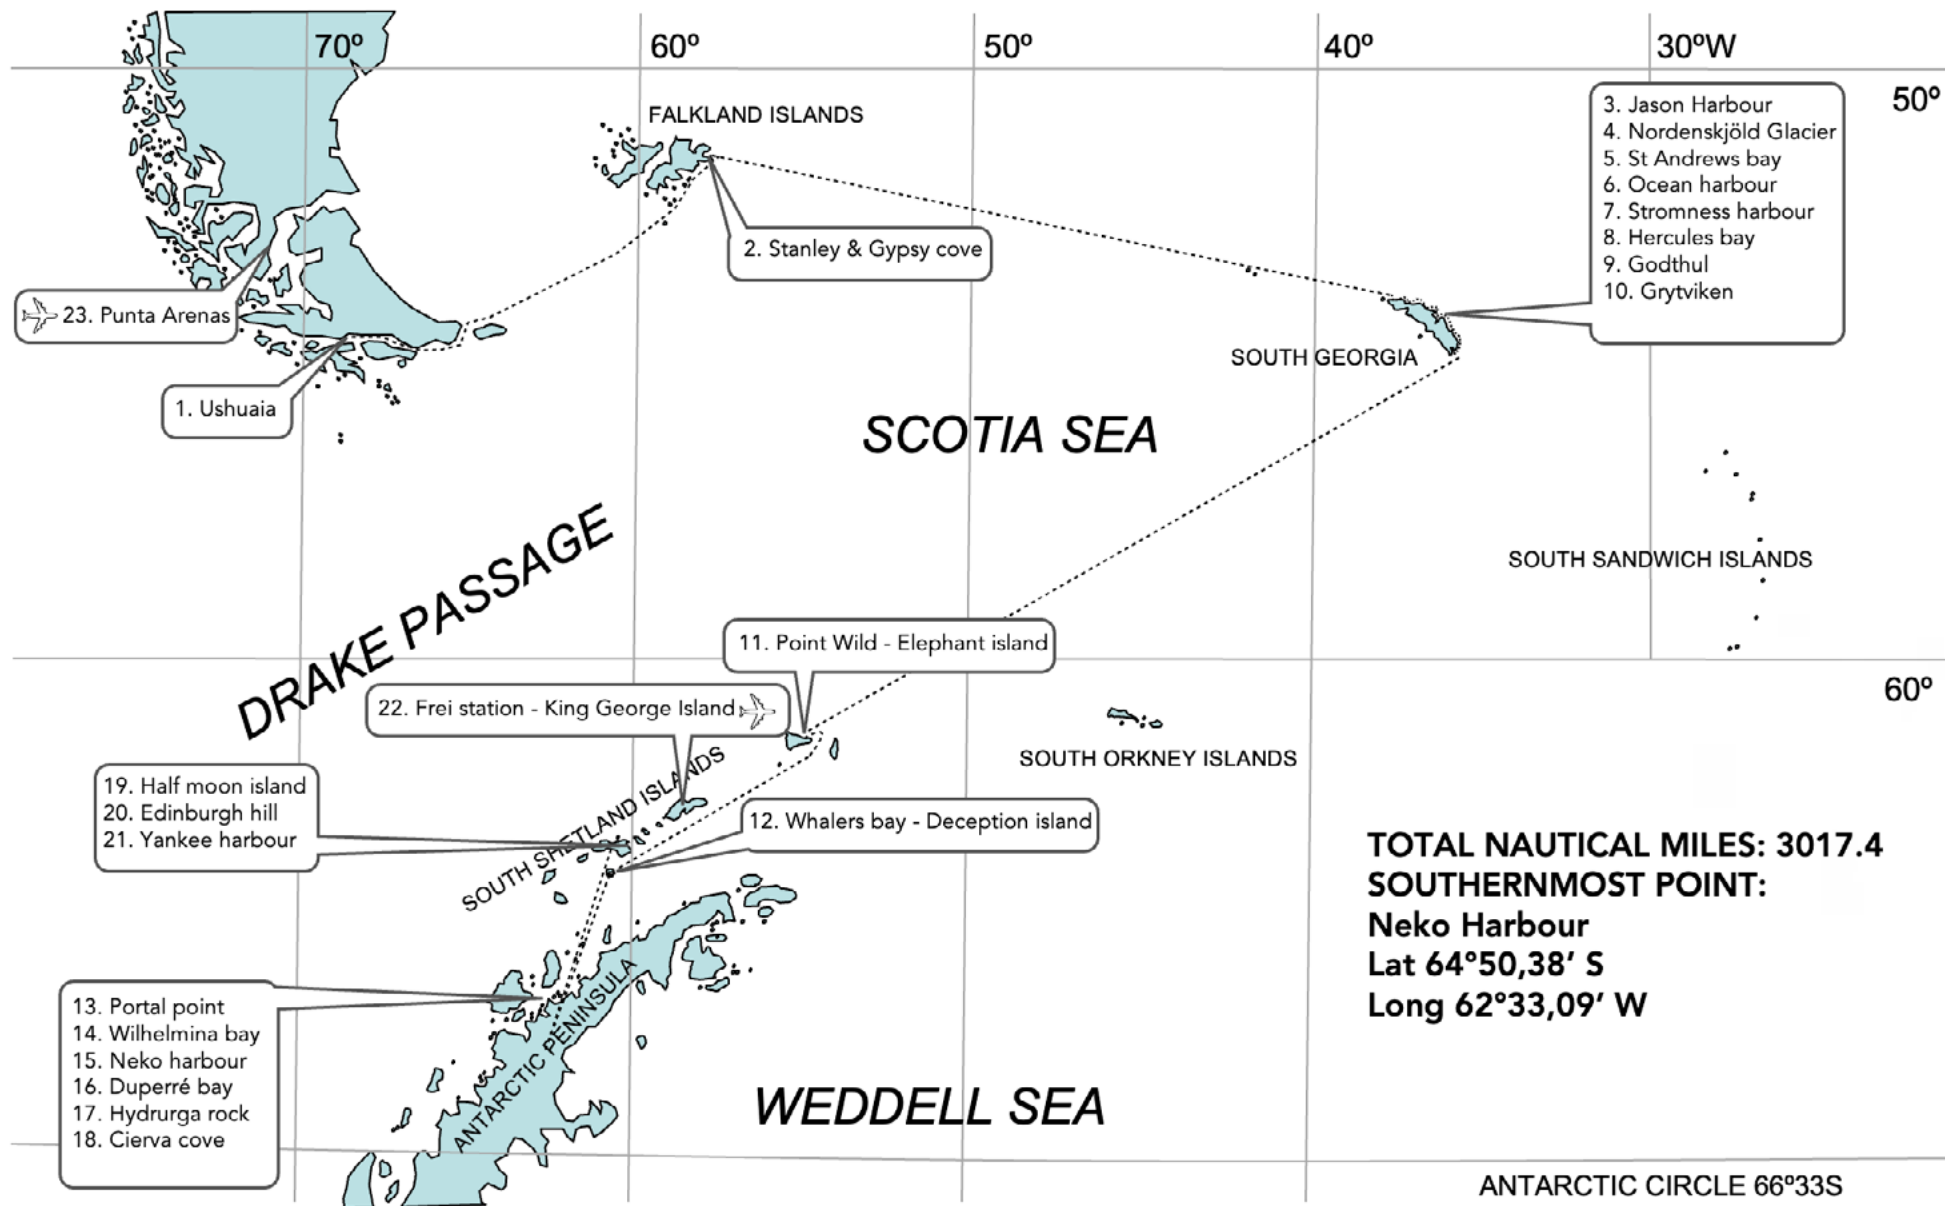 70º
60º
50º
40º
30ºW
50º
FALKLAND ISLANDS
3. Jason Harbour
4. Nordenskjöld Glacier
5. St Andrews bay
6. Ocean harbour
7. Stromness harbour
8. Hercules bay
9. Godthul
10. Grytviken
2. Stanley & Gypsy cove
23. Punta Arenas
1. Ushuaia
SOUTH GEORGIA
SCOTIA SEA
DRAKE PASSAGE
SOUTH SANDWICH ISLANDS
11. Point Wild - Elephant island
60º
22. Frei station - King George Island
SOUTH ORKNEY ISLANDS
SOUTH SHETLAND ISLANDS
19. Half moon island
20. Edinburgh hill
21. Yankee harbour
12. Whalers bay - Deception island
TOTAL NAUTICAL MILES: 3017.4
SOUTHERNMOST POINT:
Neko Harbour
Lat 64°50,38’ S
Long 62°33,09’ W
13. Portal point
14. Wilhelmina bay
15. Neko harbour
16. Duperré bay
17. Hydrurga rock
18. Cierva cove
ANTARCTIC PENINSULA
WEDDELL SEA
ANTARCTIC CIRCLE 66º33S